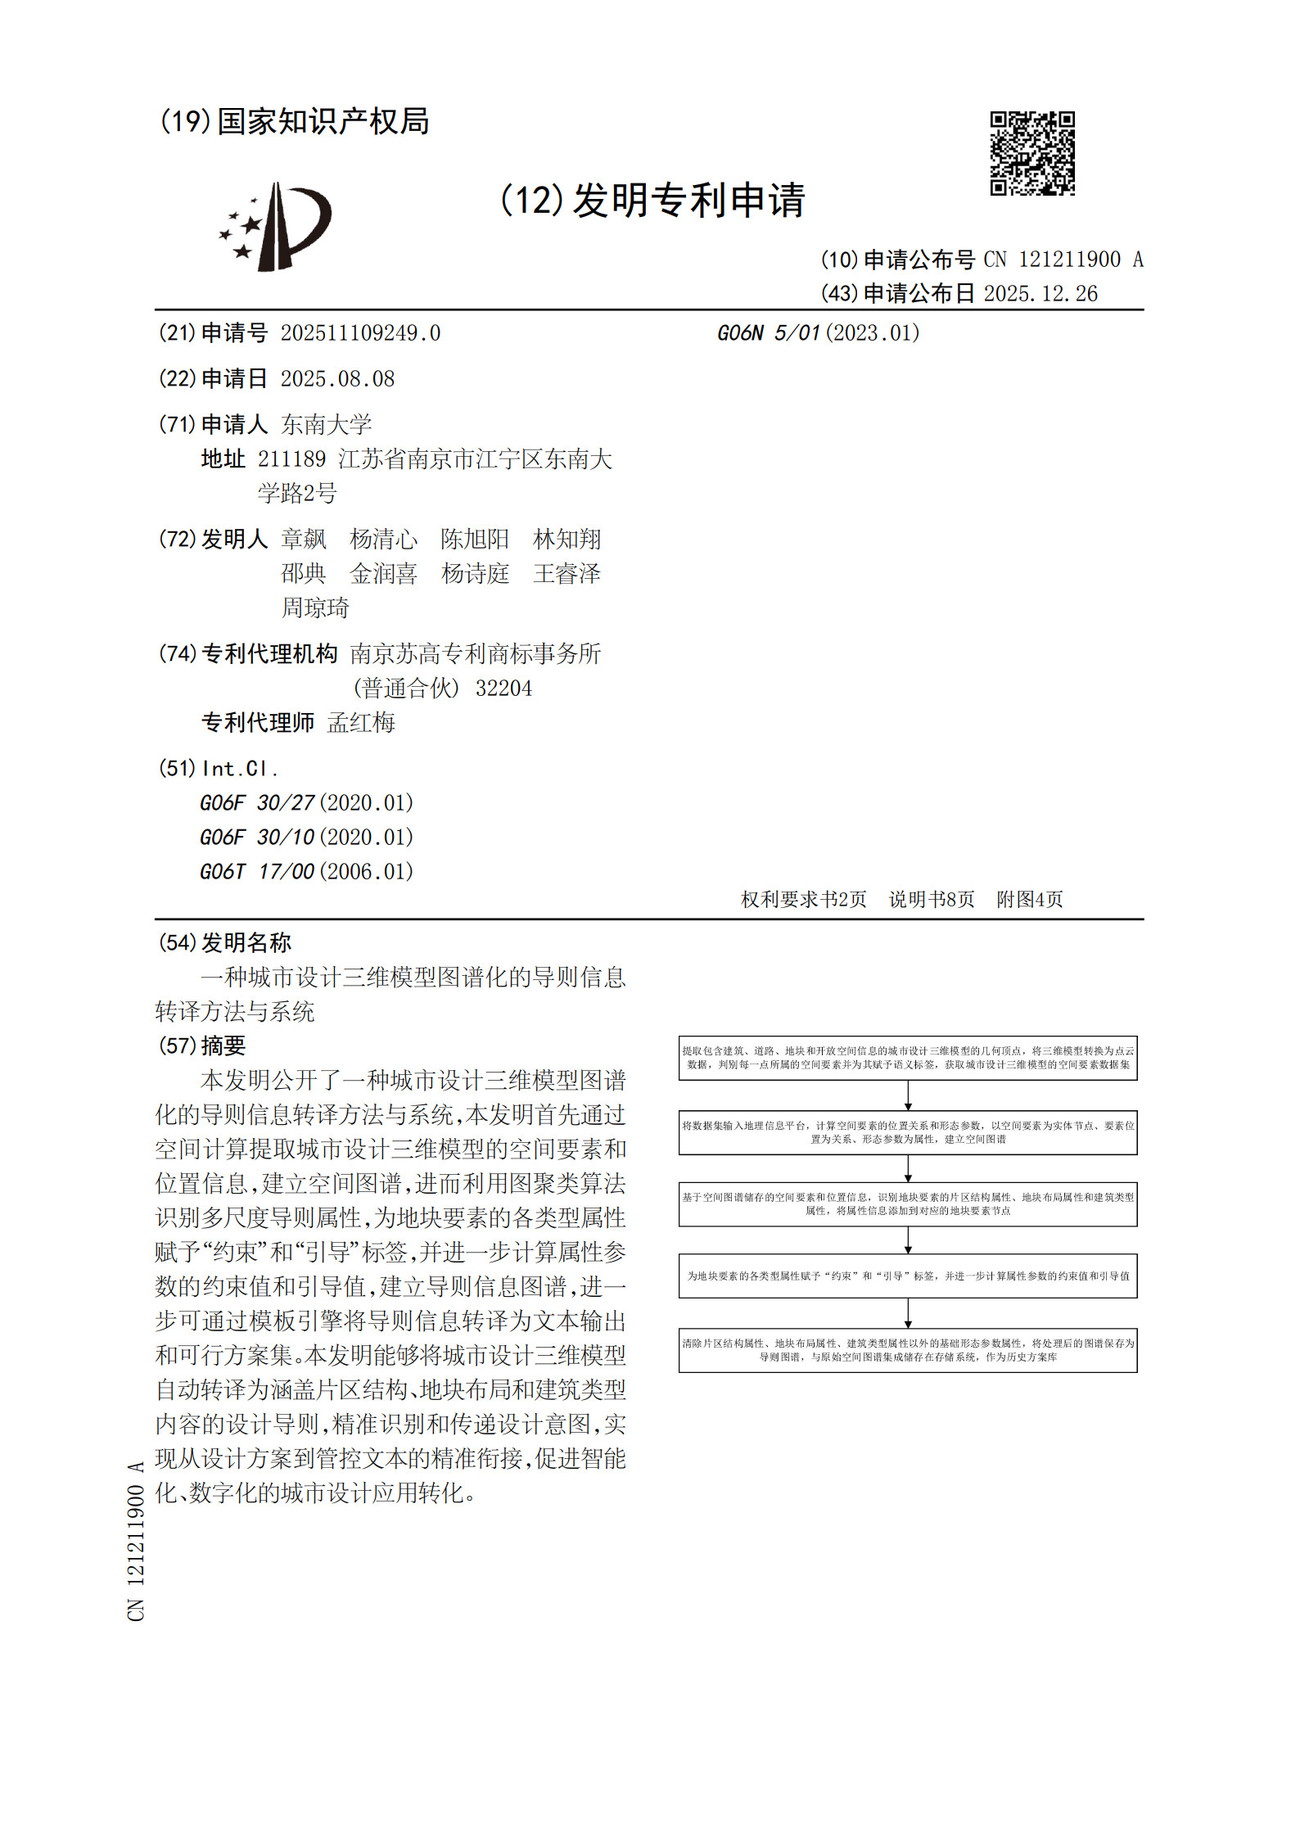 (19)国家知识产权局
(12)发明专利申请
(10)申请公布号 CN 121211900 A
(43)申请公布日 2025.12.26
(21)申请号 202511109249.0
(22)申请日 2025.08.08
(71)申请人 东南大学
地址 211189 江苏省南京市江宁区东南大
学路2号
(72)发明人 章飙 杨清心 陈旭阳 林知翔
邵典 金润喜 杨诗庭 王睿泽
周琼琦
(74)专利代理机构 南京苏高专利商标事务所
(普通合伙) 32204
专利代理师 孟红梅
(51)Int.Cl.
G06F 30/27(2020.01)
G06F 30/10(2020.01)
G06T 17/00(2006.01)
G06N 5/01(2023.01)
权利要求书2页 说明书8页 附图4页
(54)发明名称
一种城市设计三维模型图谱化的导则信息
转译方法与系统
(57)摘要
本发明公开了一种城市设计三维模型图谱
化的导则信息转译方法与系统,本发明首先通过
空间计算提取城市设计三维模型的空间要素和
位置信息,建立空间图谱,进而利用图聚类算法
识别多尺度导则属性,为地块要素的各类型属性
赋予“约束”和“引导”标签,并进一步计算属性参
数的约束值和引导值,建立导则信息图谱,进一
步可通过模板引擎将导则信息转译为文本输出
和可行方案集。本发明能够将城市设计三维模型
自动转译为涵盖片区结构、地块布局和建筑类型
内容的设计导则,精准识别和传递设计意图,实
现从设计方案到管控文本的精准衔接,促进智能
化、数字化的城市设计应用转化。
提取包含建筑、道路、地块和开放空间信息的城市设计三维模型的几何顶点，将三维模型转换为点云
数据，判别每一点所属的空间要素并为其赋予语义标签，获取城市设计三维模型的空间要素数据集
将数据集输入地理信息平台，计算空间要素的位置关系和形态参数，以空间要素为实体节点、要素位
置为关系、形态参数为属性，建立空间图谱
基于空间图谱储存的空间要素和位置信息，识别地块要素的片区结构属性、地块布局属性和建筑类型
属性，将属性信息添加到对应的地块要素节点
为地块要素的各类型属性赋予“约束”和“引导”标签，并进一步计算属性参数的约束值和引导值
清除片区结构属性、地块布局属性、建筑类型属性以外的基础形态参数属性，将处理后的图谱保存为
导则图谱，与原始空间图谱集成储存在存储系统，作为历史方案库
CN 121211900 A